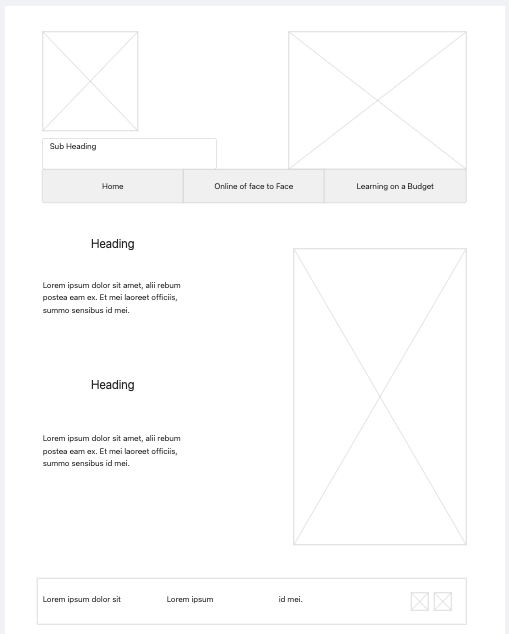 Sub Heading
Home
Online of face to Face
Learning on a Budget
Heading
Lorem ipsum dolor sit amet, alii rebum
postea eam ex. Et mei laoreet officiis,
summo sensibus id mei.
Heading
Lorem ipsum dolor sit amet, alii rebum
postea eam ex. Et mei laoreet officiis,
summo sensibus id mei.
Lorem ipsum dolor sit
Lorem ipsum
id mei.